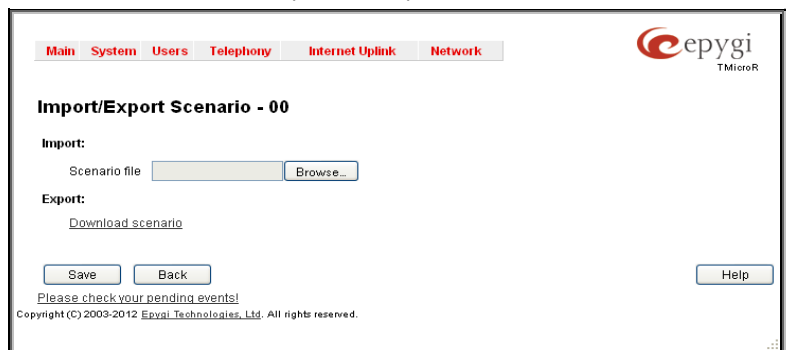 Main System Users Telephony Internet Uplink Network
epygi
TMicroR
Import/Export Scenario - 00
Import:
Scenario file Browse...
Export:
Download scenario
Save Back Help
Please check your pending events!
Copyright (C) 2003-2012 Epygi Technologies, Ltd. All rights reserved.